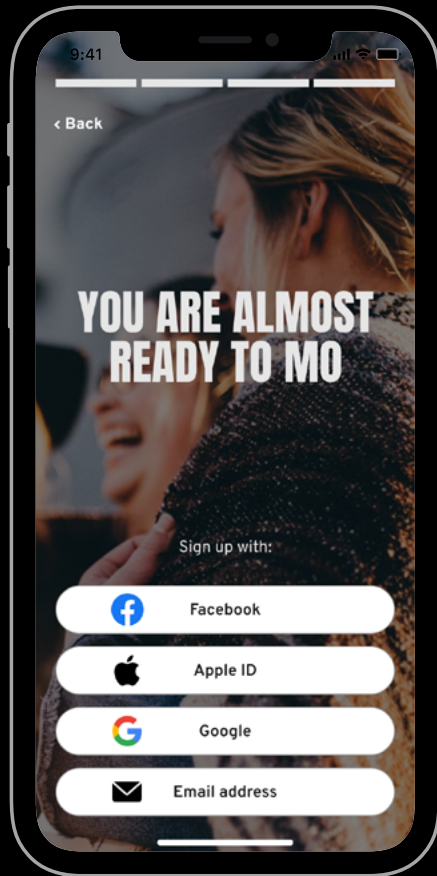 9:41
‹ Back
YOU ARE ALMOST
READY TO MO
Sign up with:
Facebook
Apple ID
Google
Email address